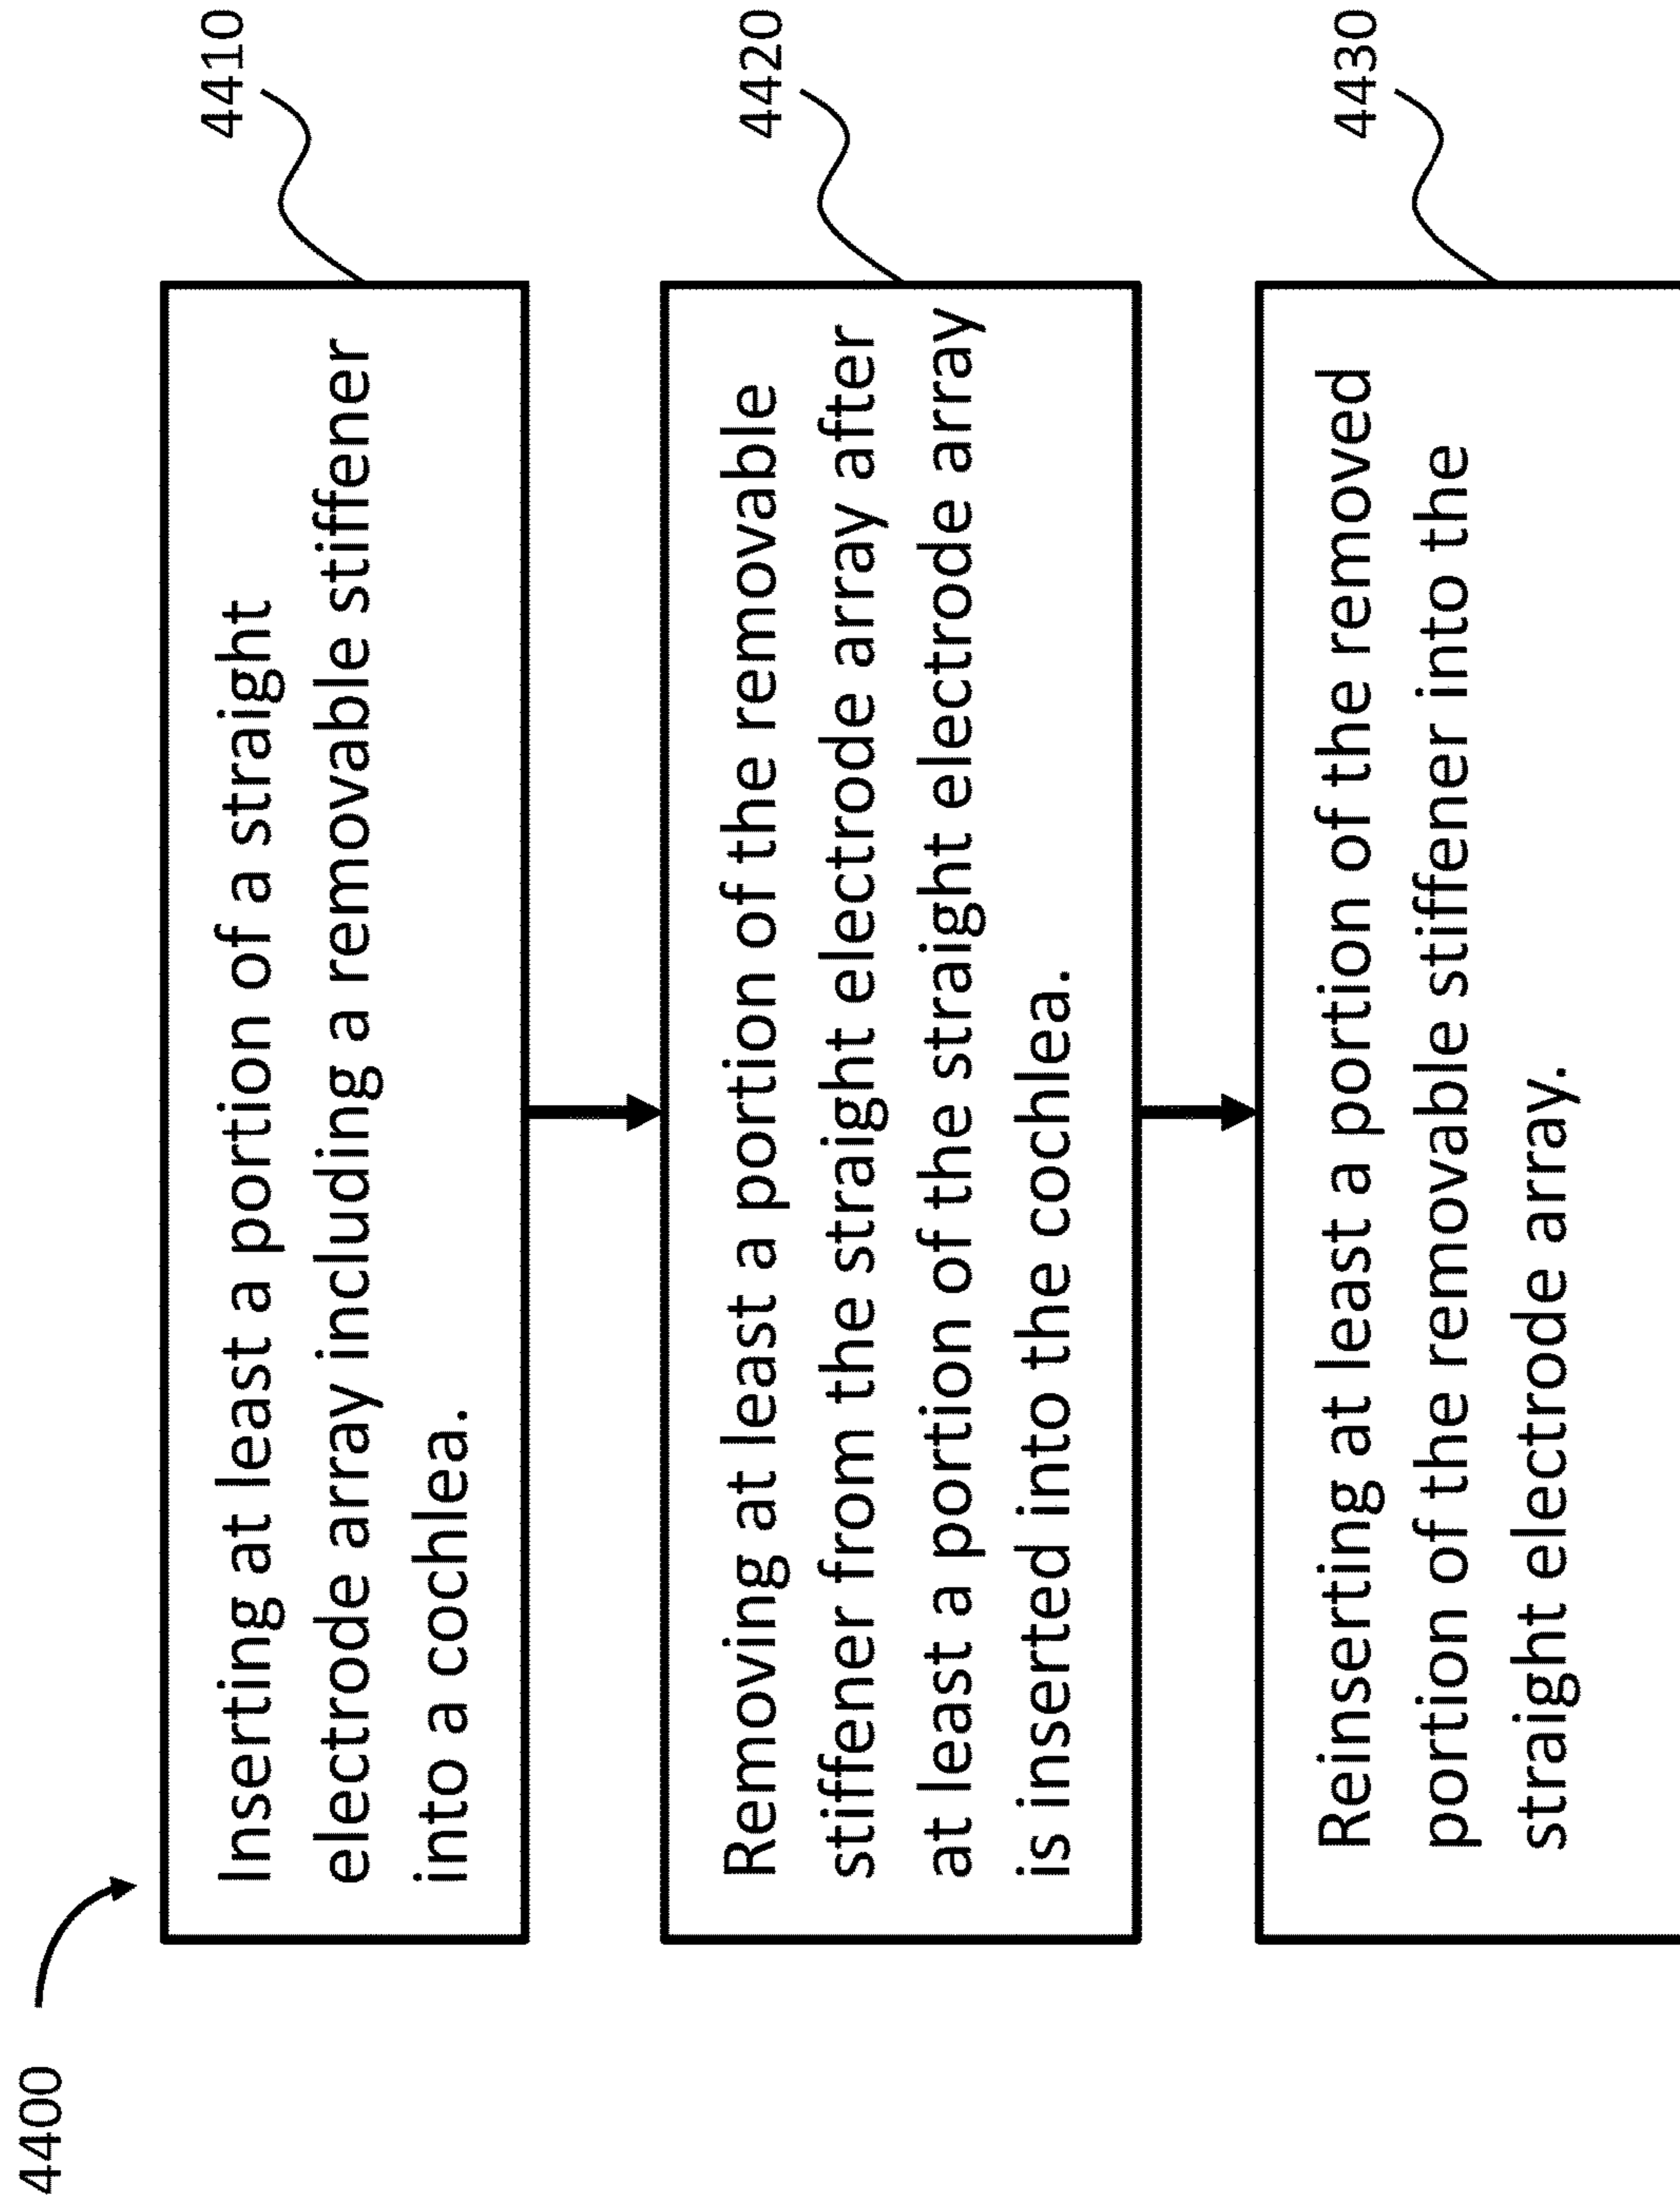 4400
4410
Inserting at least a portion of a straight
electrode array including a removable stiffener
into a cochlea.
4420
Removing at least a portion of the removable
stiffener from the straight electrode array after
at least a portion of the straight electrode array
is inserted into the cochlea.
4430
Reinserting at least a portion of the removed
portion of the removable stiffener into the
straight electrode array.